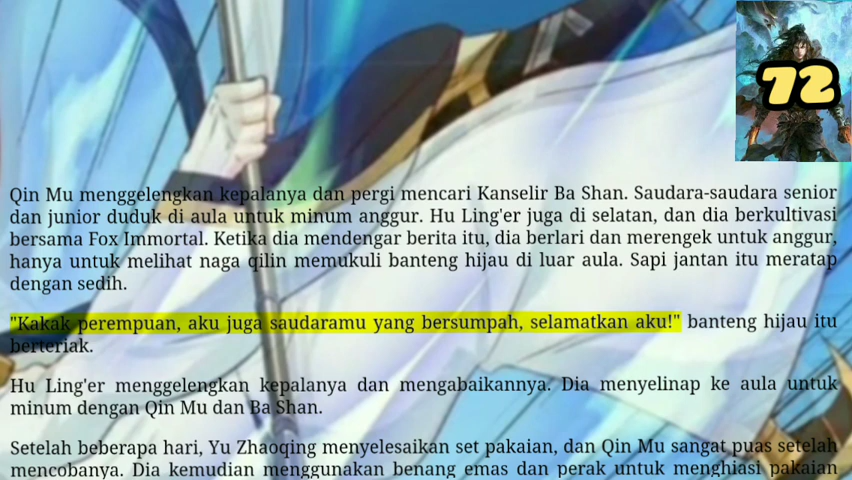 72
Qin Mu menggelengkan kepalanya dan pergi mencari Kanselir Ba Shan. Saudara-saudara senior
dan junior duduk di aula untuk minum anggur. Hu Ling'er juga di selatan, dan dia berkultivasi
bersama Fox Immortal. Ketika dia mendengar berita itu, dia berlari dan merengek untuk anggur,
hanya untuk melihat naga qilin memukuli banteng hijau di luar aula. Sapi jantan itu meratap
dengan sedih.
"Kakak perempuan, aku juga saudaramu yang bersumpah, selamatkan aku!" banteng hijau itu
berteriak.
Hu Ling'er menggelengkan kepalanya dan mengabaikannya. Dia menyelinap ke aula untuk
minum dengan Qin Mu dan Ba Shan.
Setelah beberapa hari, Yu Zhaoqing menyelesaikan set pakaian, dan Qin Mu sangat puas setelah
mencobanya. Dia kemudian menggunakan benang emas dan perak untuk menghiasi pakaian